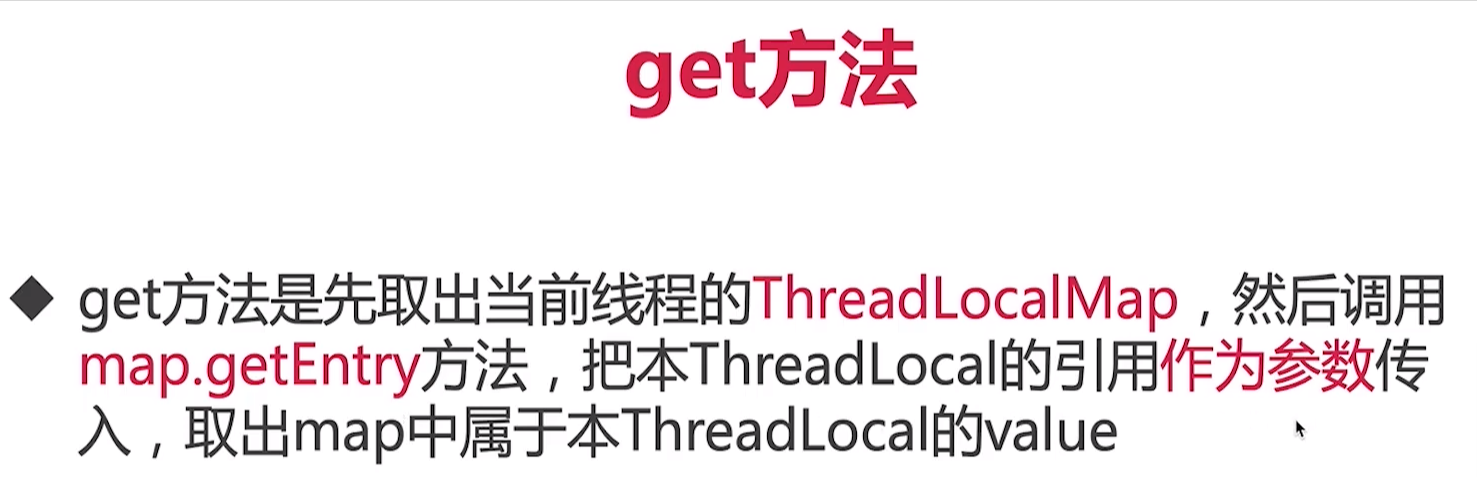 get方法
◆ get方法是先取出当前线程的ThreadLocalMap，然后调用
map.getEntry方法，把本ThreadLocal的引用作为参数传
入，取出map中属于本ThreadLocal的value